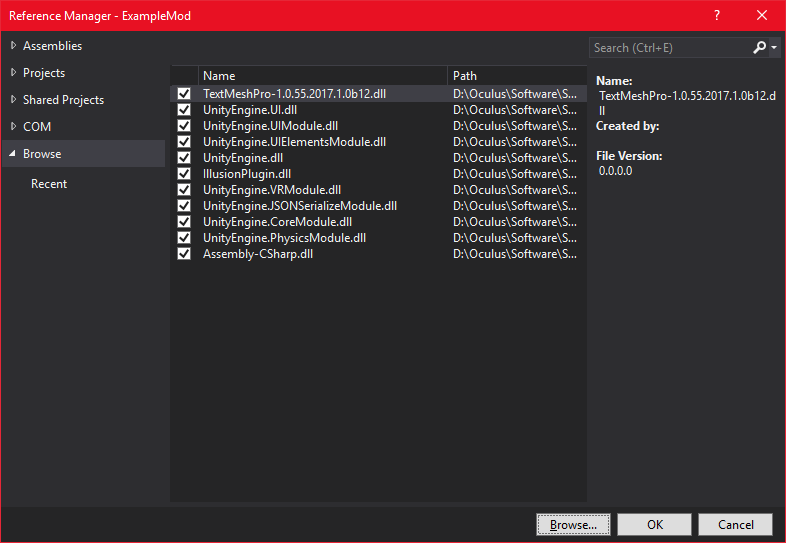 Reference Manager - ExampleMod
Assemblies
Projects
Shared Projects
COM
Browse
Recent
Name Path
TextMeshPro-1.0.55.2017.1.0b12.dll D:\Oculus\Software\S...
UnityEngine.UI.dll D:\Oculus\Software\S...
UnityEngine.UIModule.dll D:\Oculus\Software\S...
UnityEngine.UIElementsModule.dll D:\Oculus\Software\S...
UnityEngine.dll D:\Oculus\Software\S...
IllusionPlugin.dll D:\Oculus\Software\S...
UnityEngine.VRModule.dll D:\Oculus\Software\S...
UnityEngine.JSONSerializeModule.dll D:\Oculus\Software\S...
UnityEngine.CoreModule.dll D:\Oculus\Software\S...
UnityEngine.PhysicsModule.dll D:\Oculus\Software\S...
Assembly-CSharp.dll D:\Oculus\Software\S...
Search (Ctrl+E)
Name:
TextMeshPro-1.0.55.2017.1.0b12.d
ll
Created by:
File Version:
0.0.0.0
Browse... OK Cancel